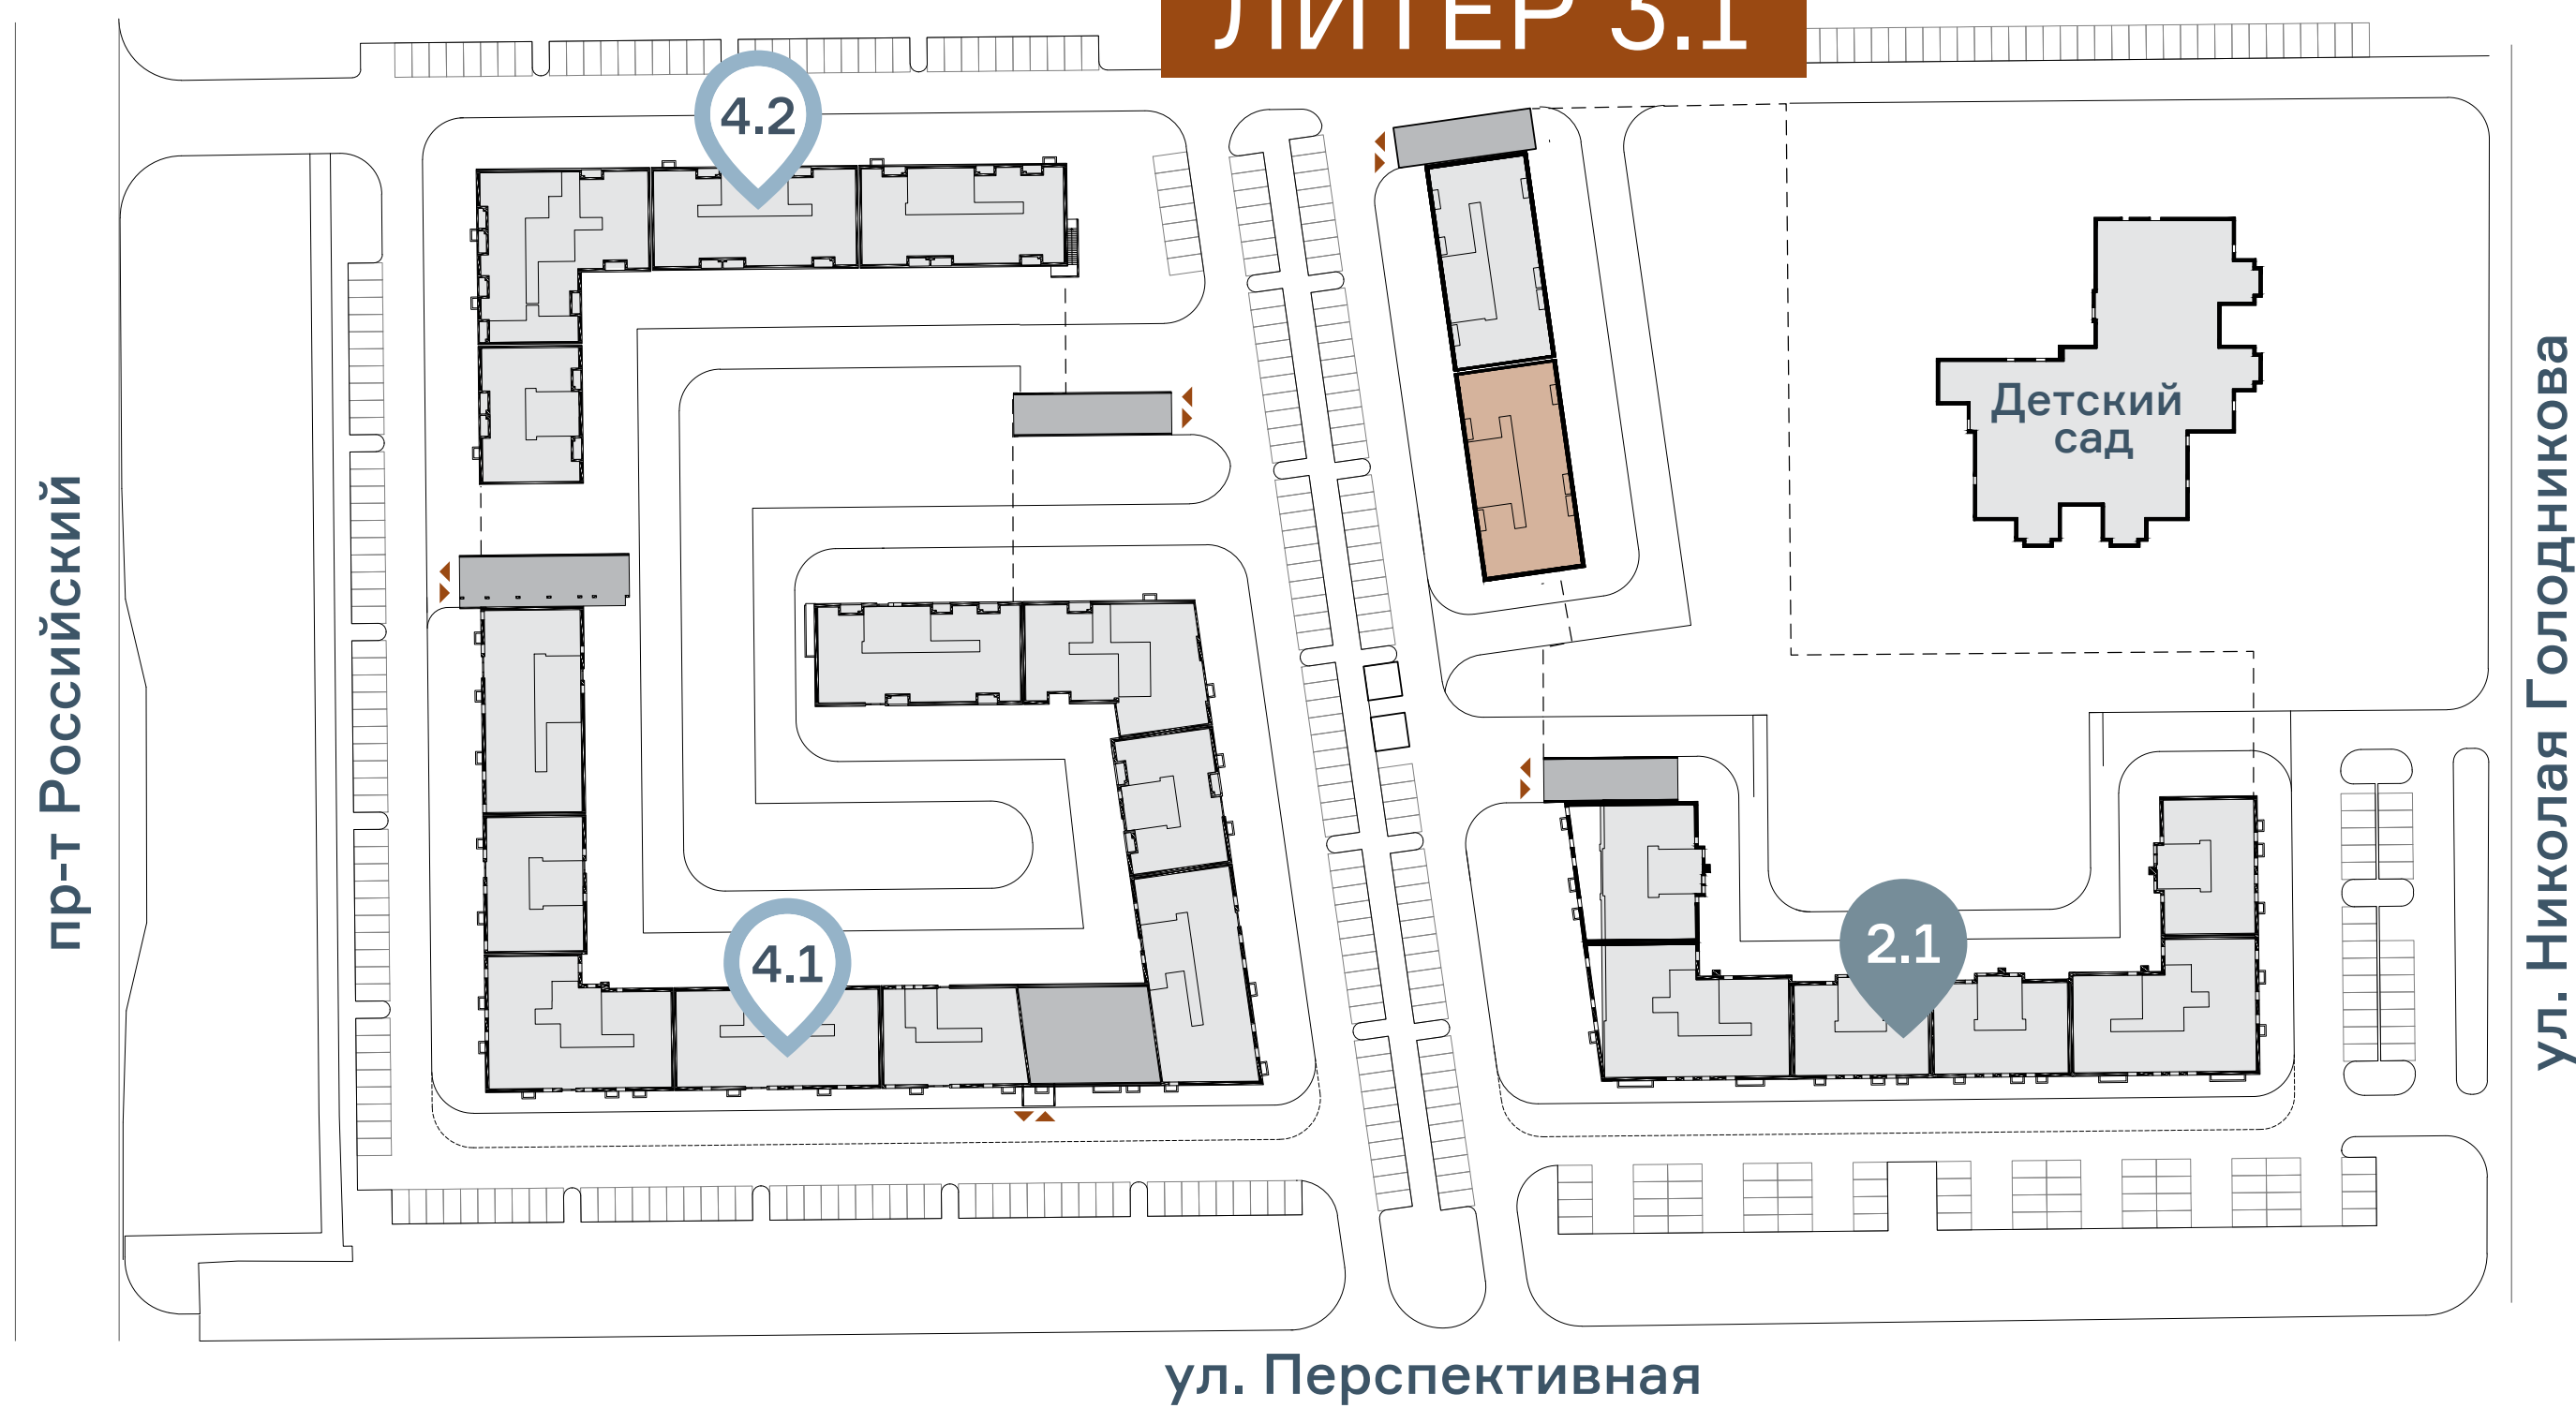 ЛИТЕР 3.1
4.2
Детский
сад
пр-т Российский
ул. Николая Голодникова
4.1
2.1
ул. Перспективная